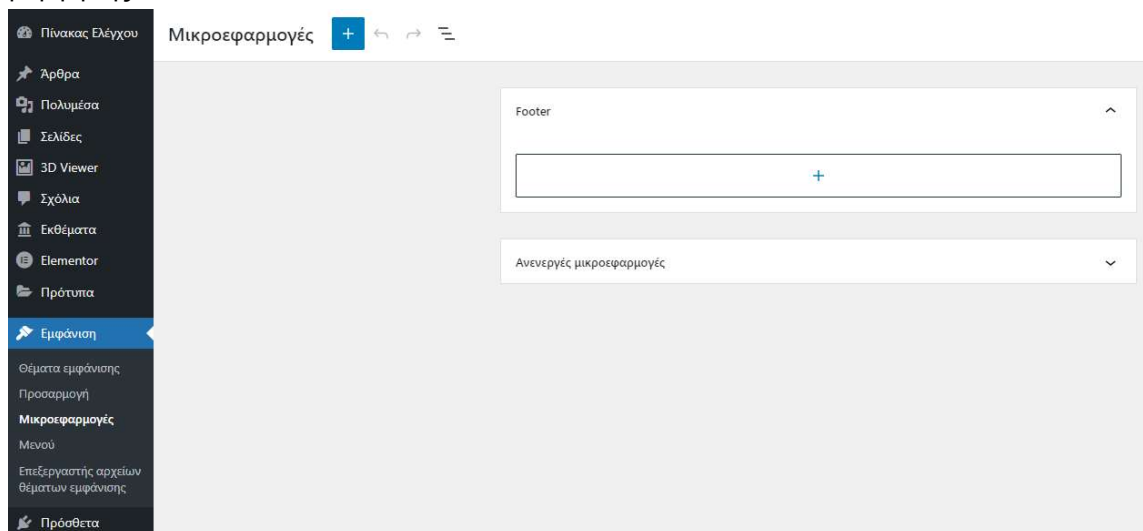 Πίνακας Ελέγχου
Μικροεφαρμογές
Άρθρα
Πολυμέσα
Σελίδες
3D Viewer
Σχόλια
Εκθέματα
Elementor
Πρότυπα
Εμφάνιση
Θέματα εμφάνισης
Προσαρμογή
Μικροεφαρμογές
Μενού
Επεξεργαστής αρχείων
θέματων εμφάνισης
Πρόσθετα
Footer
Ανενεργές μικροεφαρμογές